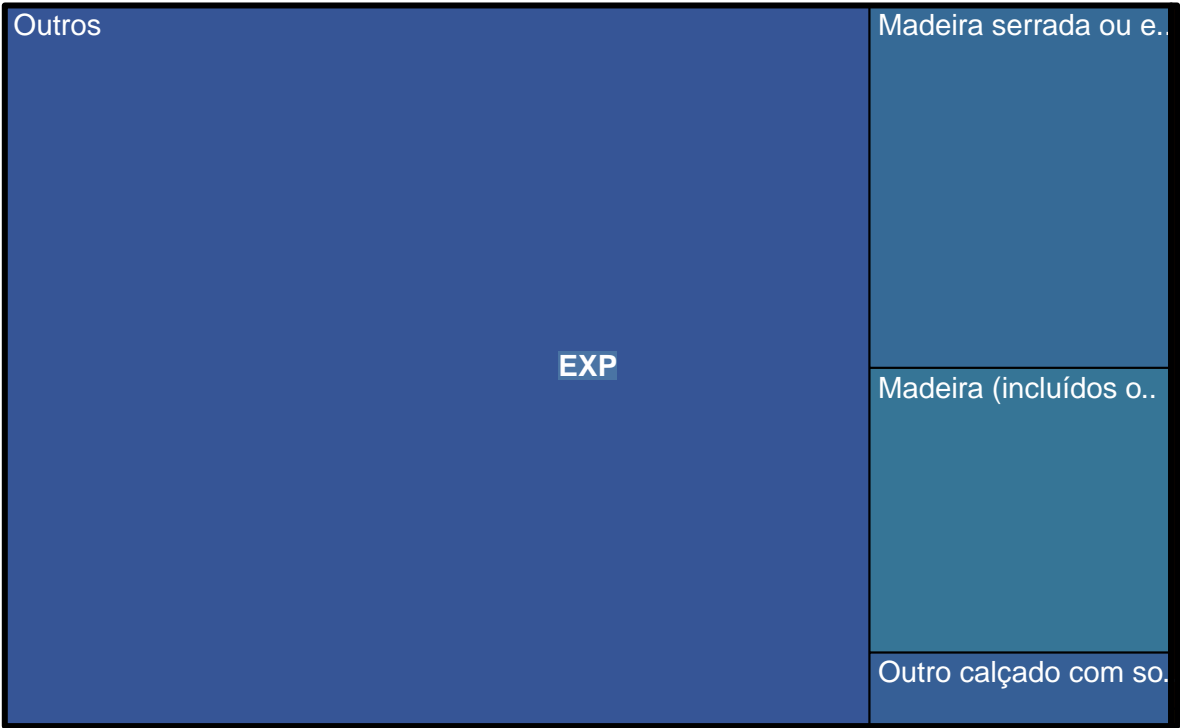 Outros
Madeira serrada ou e..
EXP
Madeira (incluídos o..
Outro calçado com so.